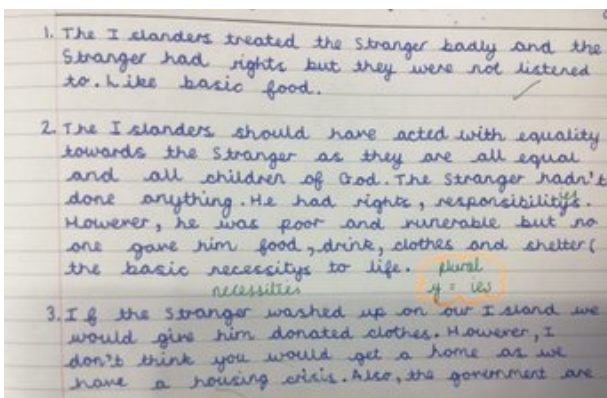 1. The Islanders treated the Stranger badly and the
Stranger had rights but they were not listened
to. Like basic food.
2. The Islanders should have acted with equality
towards the Stranger as they are all equal
and all children of God. The Stranger hadn't
done anything. He had rights, responsibilitys.
ies
However, he was poor and vunerable but no
one gave him food, drink, clothes and shelter (
the basic necessitys to life.
necessities
plural
y = ies
3. If the Stranger washed up on our Island we
would give him donated clothes. However, I
don't think you would get a home as we
have a housing crisis. Also, the government are